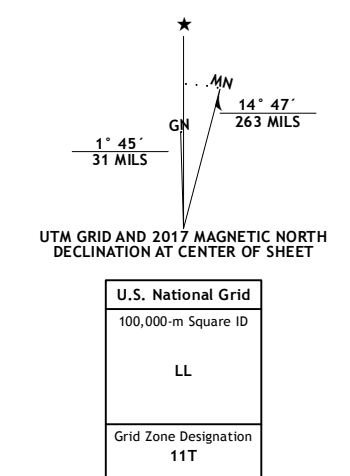 MN
14° 47´
263 MILS
GN
1° 45´
31 MILS
UTM GRID AND 2017 MAGNETIC NORTH
DECLINATION AT CENTER OF SHEET
U.S. National Grid
100,000-m Square ID
LL
Grid Zone Designation
11T